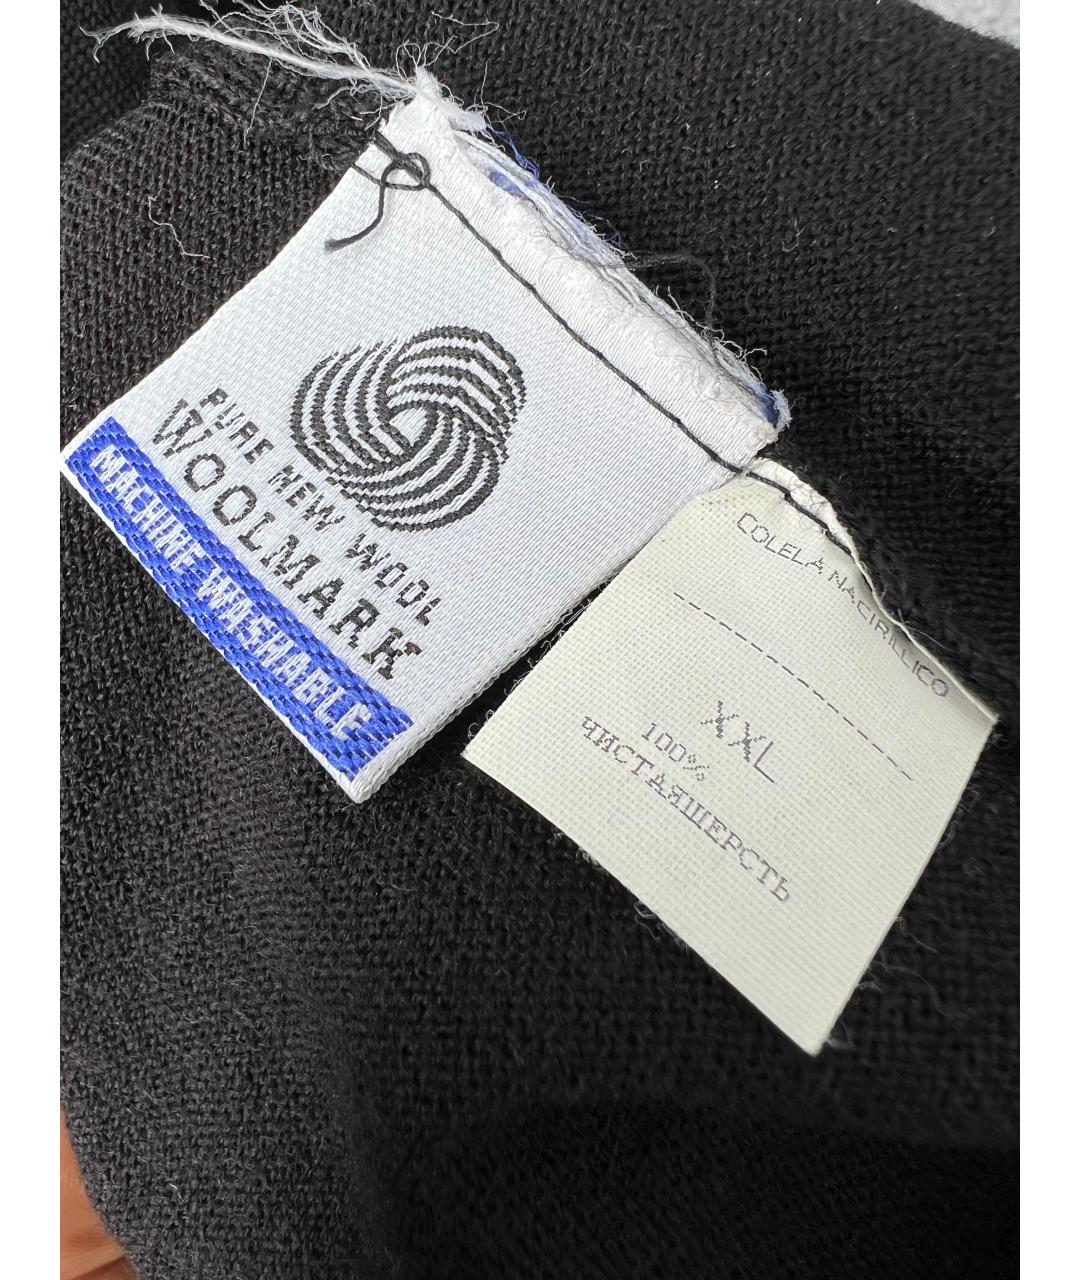 PURE NEW WOOL
WOOLMARK
MACHINE WASHABLE
COLELA NACIRILLICO
XXL
100%
ЧИСТАЯШЕРСТЬ